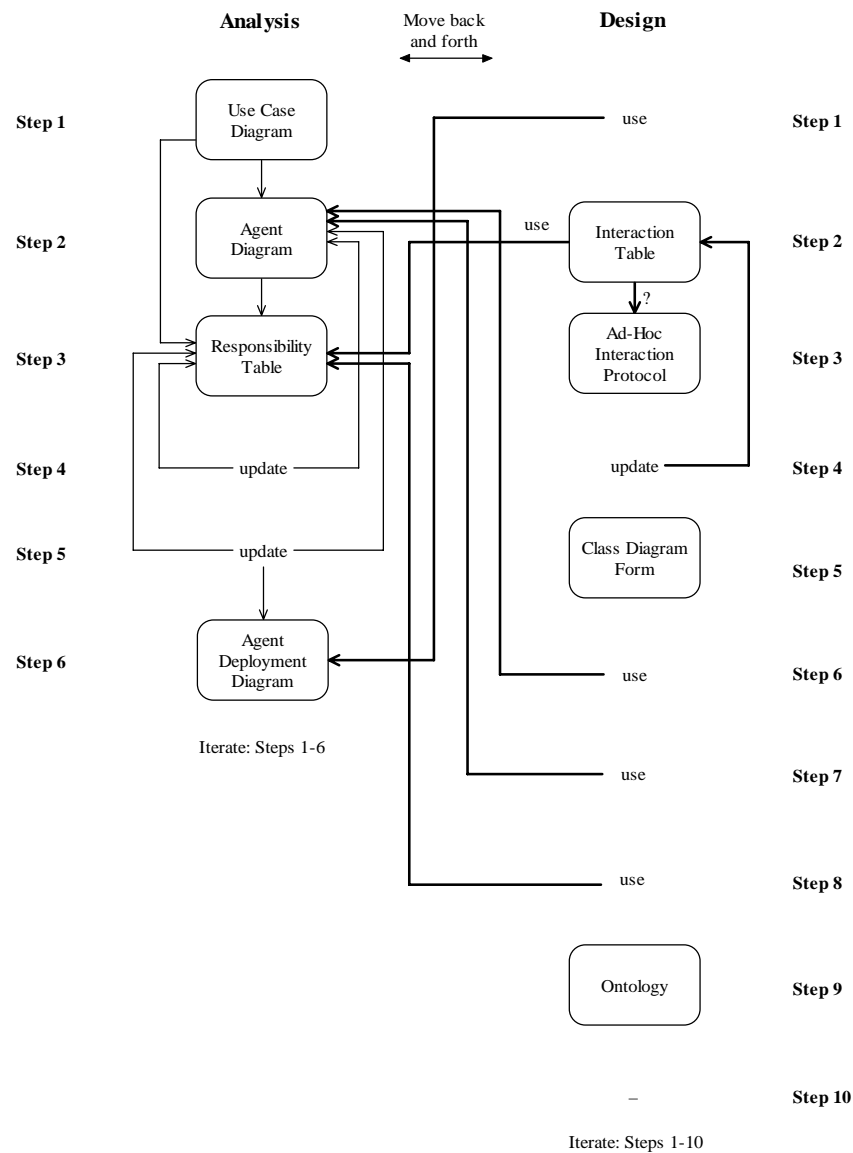 Analysis
Move back
and forth
Design
Step 1
Use Case
Diagram
use
Step 1
Step 2
Agent
Diagram
use
Interaction
Table
Step 2
?
Step 3
Responsibility
Table
Ad-Hoc
Interaction
Protocol
Step 3
Step 4
update
update
Step 4
Step 5
update
Class Diagram
Form
Step 5
Step 6
Agent
Deployment
Diagram
use
Step 6
Iterate: Steps 1-6
use
Step 7
use
Step 8
Ontology
Step 9
–
Step 10
Iterate: Steps 1-10